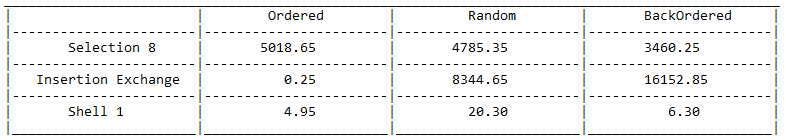 Ordered Random BackOrdered
Selection 8 5018.65 4785.35 3460.25
Insertion Exchange 0.25 8344.65 16152.85
Shell 1 4.95 20.30 6.30